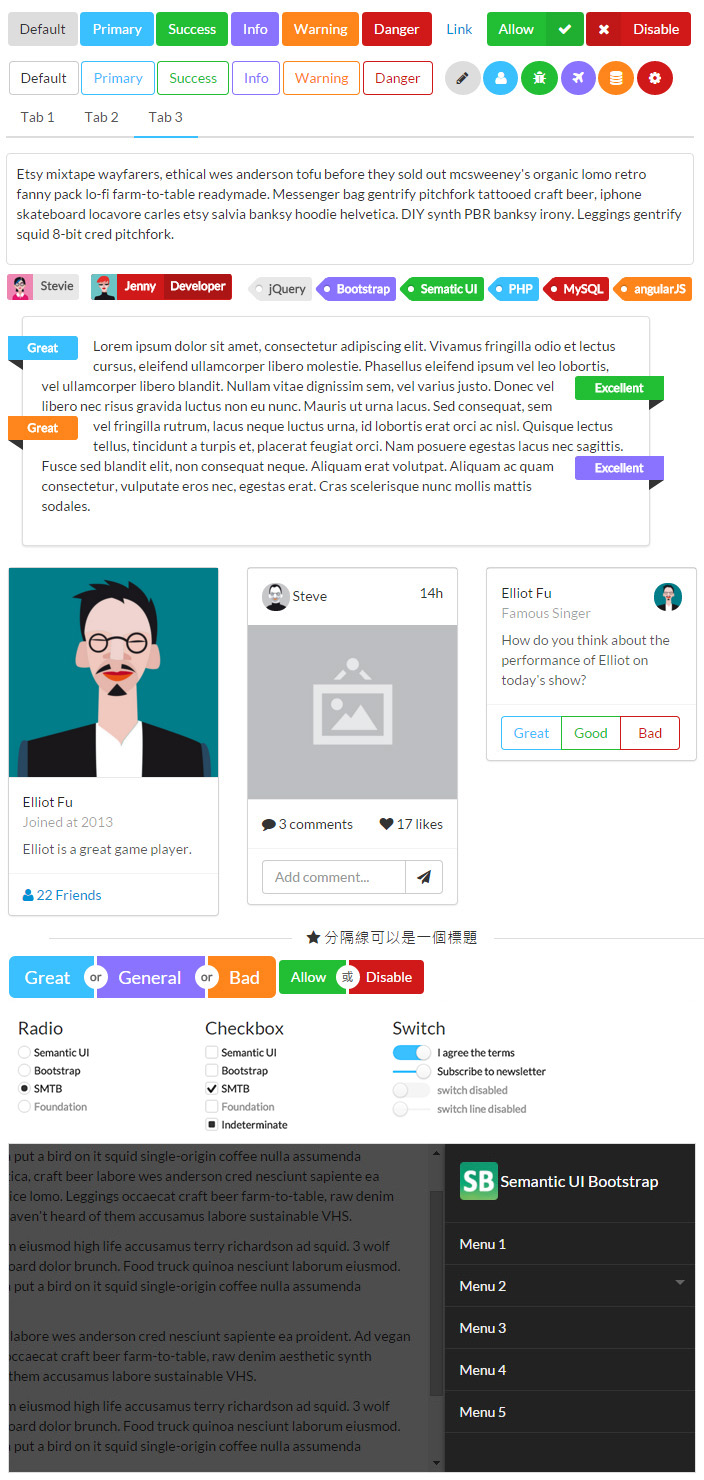 Default Primary Success Info Warning Danger Link Allow Disable
Default Primary Success Info Warning Danger
Tab 1 Tab 2 Tab 3
Etsy mixtape wayfarers, ethical wes anderson tofu before they sold out mcsweeney's organic lomo retro
fanny pack lo-fi farm-to-table readymade. Messenger bag gentrify pitchfork tattooed craft beer, iphone
skateboard locavore carles etsy salvia banksy hoodie helvetica. DIY synth PBR banksy irony. Leggings gentrify
squid 8-bit cred pitchfork.
Stevie Jenny Developer jQuery Bootstrap Sematic UI PHP MySQL angularJS
Great
Lorem ipsum dolor sit amet, consectetur adipiscing elit. Vivamus fringilla odio et lectus
cursus, eleifend ullamcorper libero molestie. Phasellus eleifend ipsum vel leo lobortis,
vel ullamcorper libero blandit. Nullam vitae dignissim sem, vel varius justo. Donec vel
Excellent
libero nec risus gravida luctus non eu nunc. Mauris ut urna lacus. Sed consequat, sem
Great
vel fringilla rutrum, lacus neque luctus urna, id lobortis erat orci ac nisl. Quisque lectus
tellus, tincidunt a turpis et, placerat feugiat orci. Nam posuere egestas lacus nec sagittis.
Fusce sed blandit elit, non consequat neque. Aliquam erat volutpat. Aliquam ac quam
Excellent
consectetur, vulputate eros nec, egestas erat. Cras scelerisque nunc mollis mattis
sodales.
Elliot Fu
Joined at 2013
Elliot is a great game player.
22 Friends
Steve 14h
3 comments 17 likes
Add comment...
Elliot Fu
Famous Singer
How do you think about the
performance of Elliot on
today's show?
Great Good Bad
分隔線可以是一個標題
Great or General or Bad Allow 或 Disable
Radio
Semantic UI
Bootstrap
SMTB
Foundation
Checkbox
Semantic UI
Bootstrap
SMTB
Foundation
Indeterminate
Switch
I agree the terms
Subscribe to newsletter
switch disabled
switch line disabled
put a bird on it squid single-origin coffee nulla assumenda
ica, craft beer labore wes anderson cred nesciunt sapiente ea
ice lomo. Leggings occaecat craft beer farm-to-table, raw denim
aven't heard of them accusamus labore sustainable VHS.
m eiusmod high life accusamus terry richardson ad squid. 3 wolf
oard dolor brunch. Food truck quinoa nesciunt laborum eiusmod.
put a bird on it squid single-origin coffee nulla assumenda
labore wes anderson cred nesciunt sapiente ea proident. Ad vegan
occaecat craft beer farm-to-table, raw denim aesthetic synth
them accusamus labore sustainable VHS.
m eiusmod high life accusamus terry richardson ad squid. 3 wolf
oard dolor brunch. Food truck quinoa nesciunt laborum eiusmod.
put a bird on it squid single-origin coffee nulla assumenda
SB Semantic UI Bootstrap
Menu 1
Menu 2
Menu 3
Menu 4
Menu 5